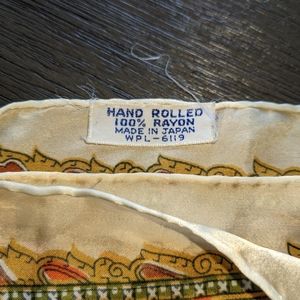 HAND ROLLED
100% RAYON
MADE IN JAPAN
WPL-6119